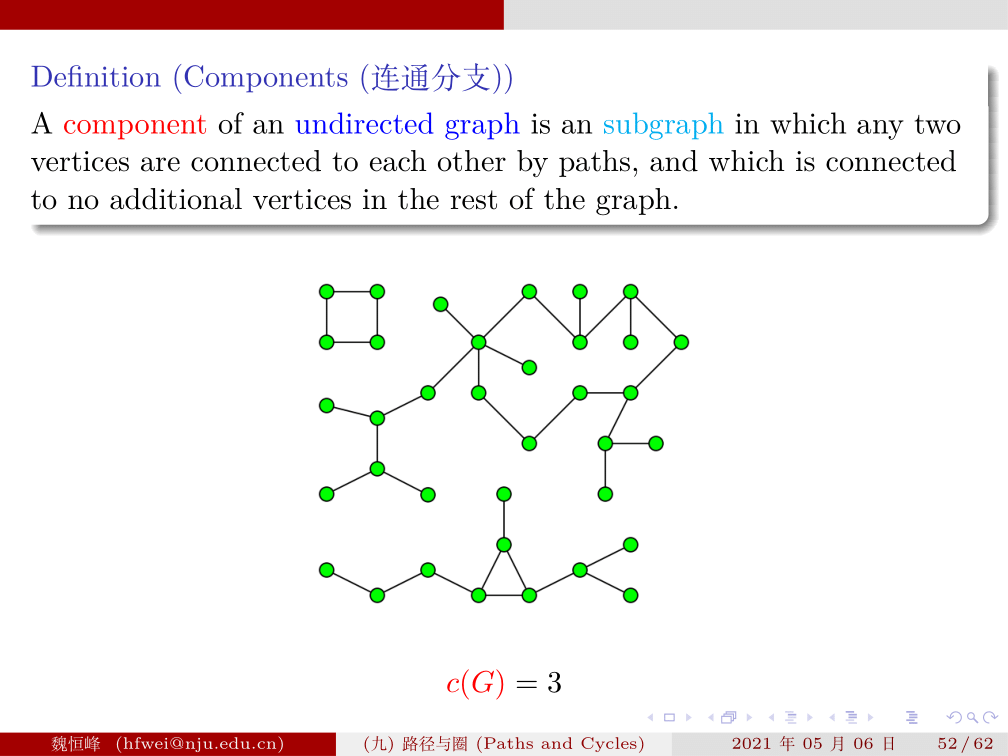 Definition (Components (连通分支))
A component of an undirected graph is an subgraph in which any two
vertices are connected to each other by paths, and which is connected
to no additional vertices in the rest of the graph.
c(G) = 3
魏恒峰 (hfwei@nju.edu.cn) (九) 路径与圈 (Paths and Cycles) 2021 年 05 月 06 日 52 / 62